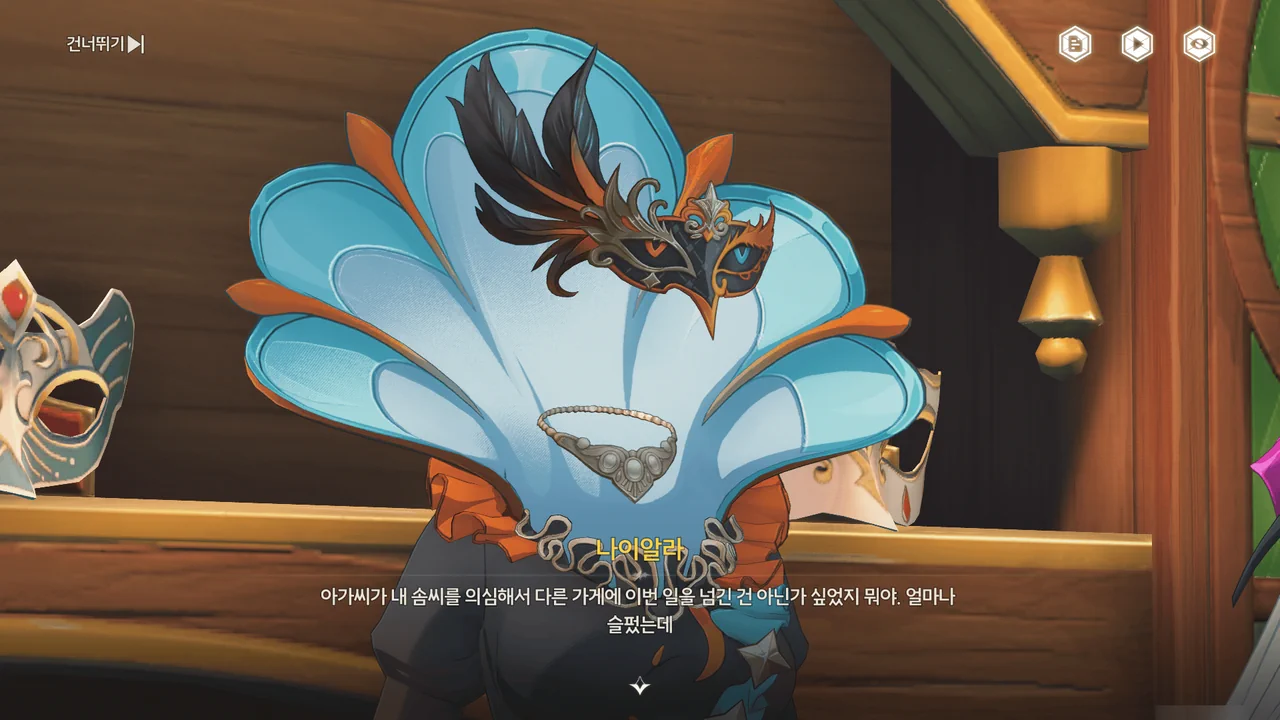 건너뛰기
나이알라
아가씨가 내 솜씨를 의심해서 다른 가게에 이번 일을 넘긴 건 아닌가 싶었지 뭐야. 얼마나
슬펐는데